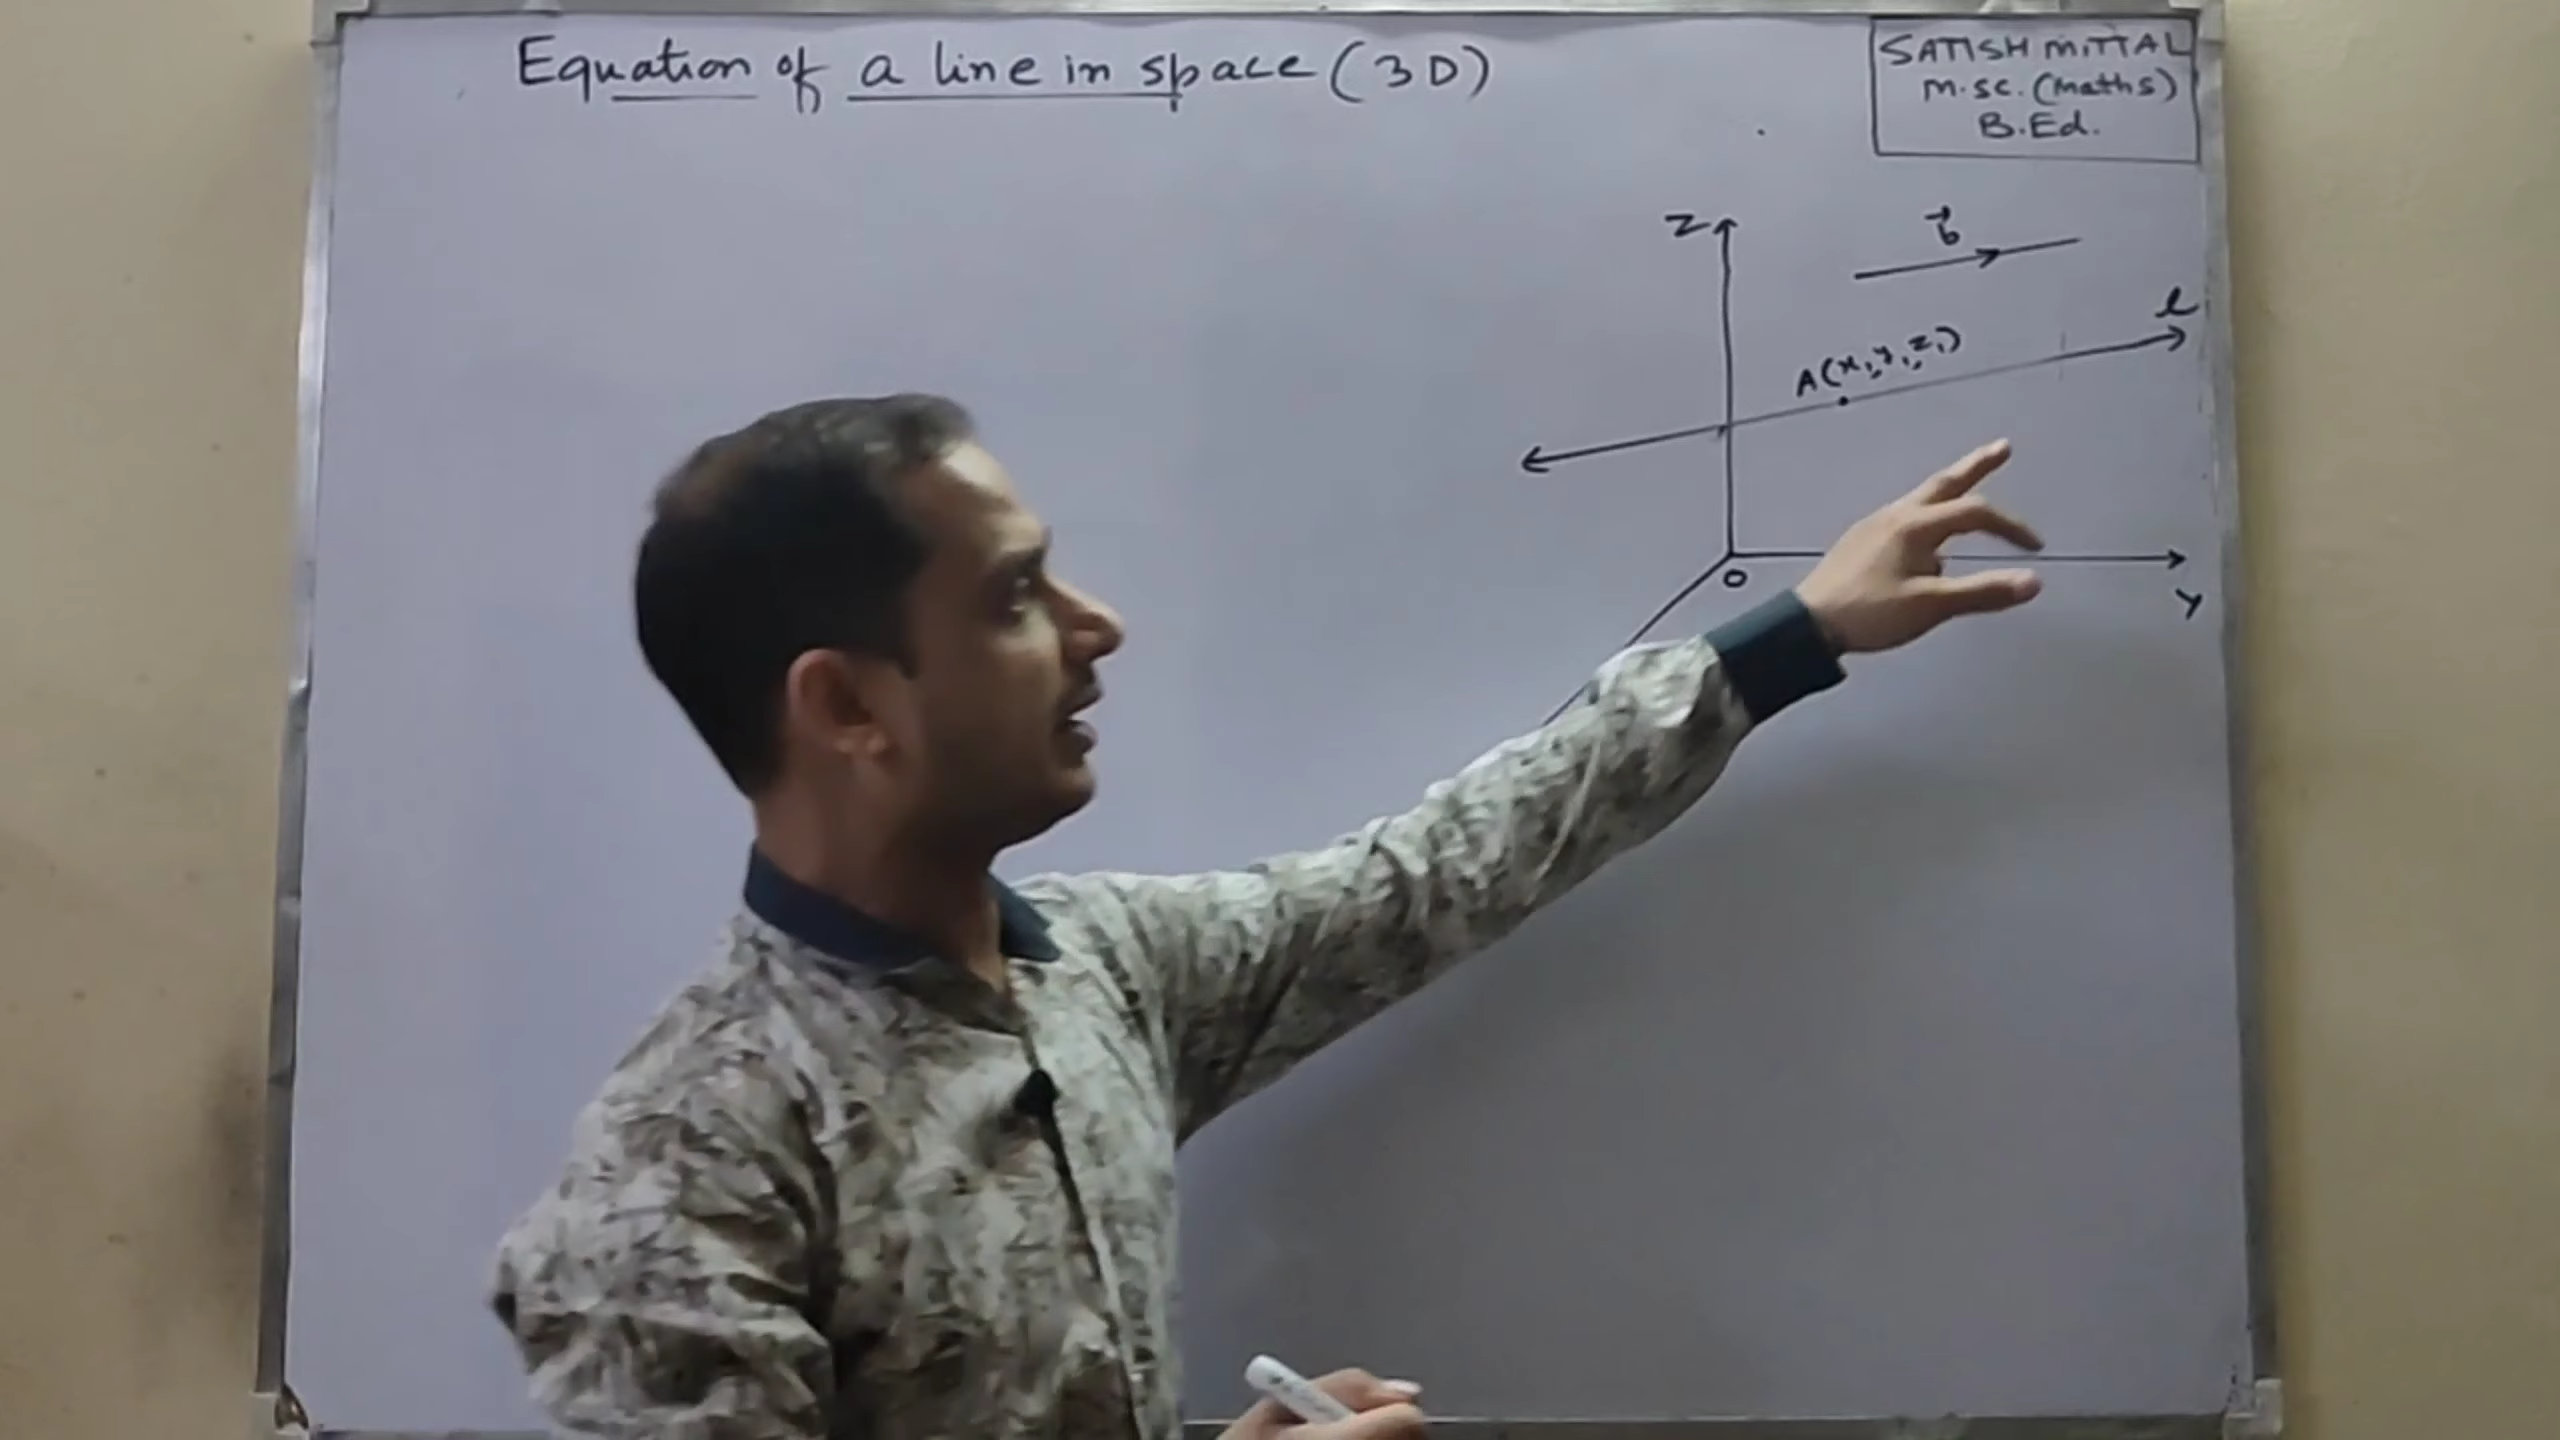 Equation of a line in space (3D)
SATISH MITTAL
M.Sc. (Maths)
B.Ed.
Z
b⃗
l
A(x₁, y₁, z₁)
O
Y